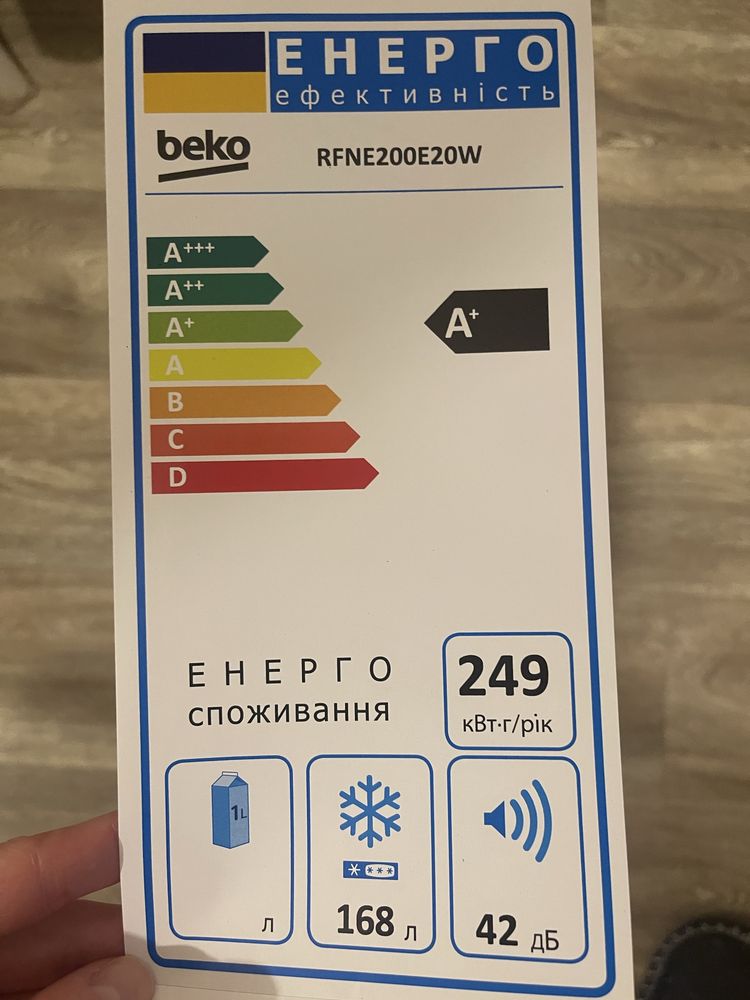 ЕНЕРГО
ефективність
beko
RFNE200E20W
A+++
A++
A+
A
B
C
D
A+
ЕНЕРГО
споживання
249
кВт·г/рік
1L
л
168 л
42 дБ